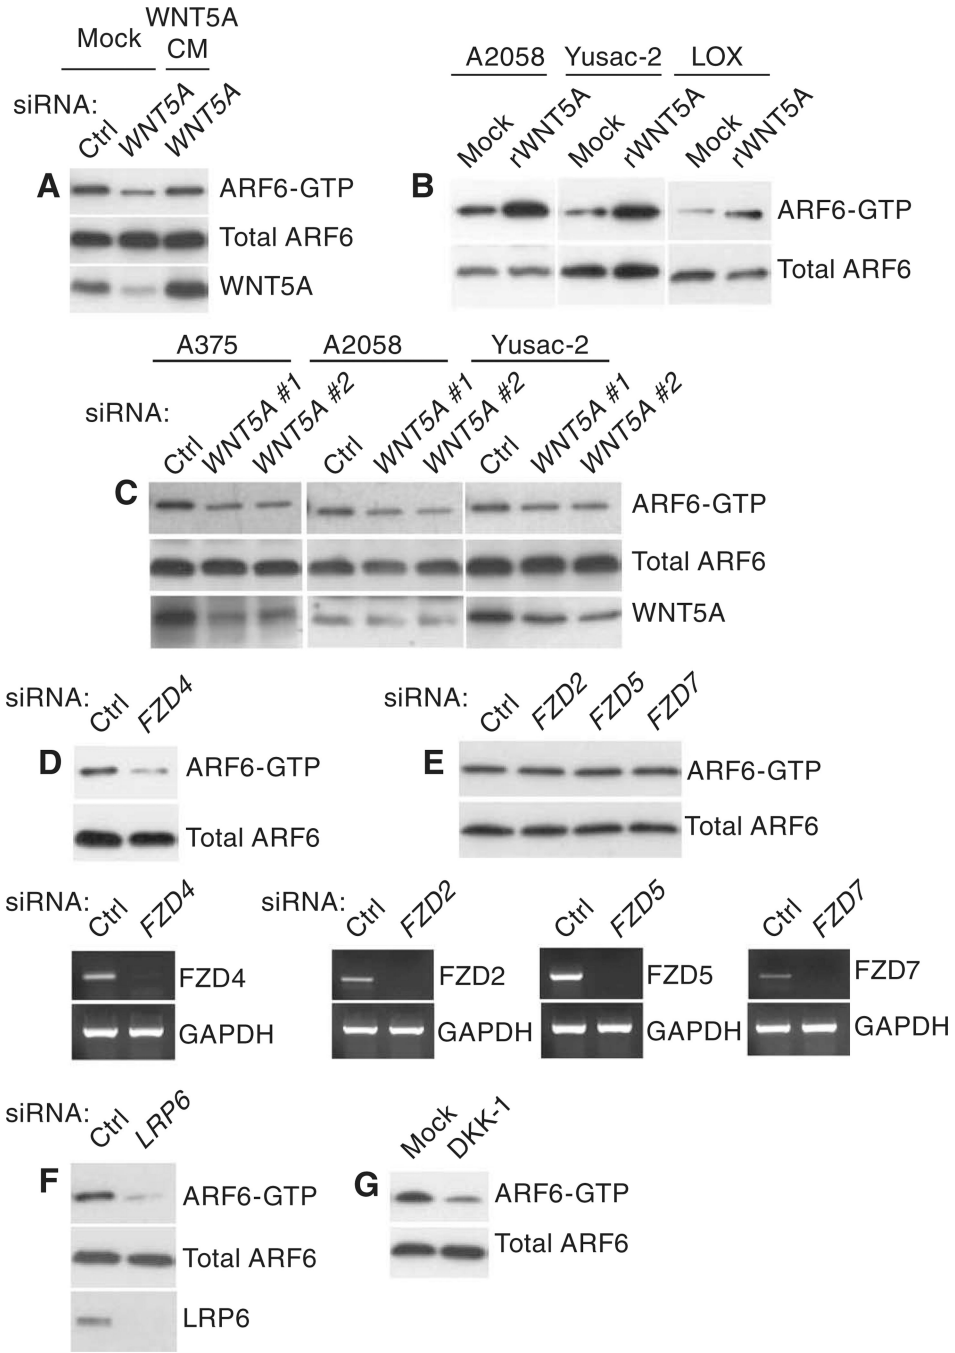 WNT5A
Mock CM
siRNA: Ctrl WNT5A WNT5A
A ARF6-GTP
Total ARF6
WNT5A
A2058 Yusac-2 LOX
Mock rWNT5A Mock rWNT5A Mock rWNT5A
B ARF6-GTP
Total ARF6
A375 A2058 Yusac-2
siRNA: Ctrl WNT5A #1 WNT5A #2 Ctrl WNT5A #1 WNT5A #2 Ctrl WNT5A #1 WNT5A #2
C ARF6-GTP
Total ARF6
WNT5A
siRNA: Ctrl FZD4
D ARF6-GTP
Total ARF6
siRNA: Ctrl FZD2 FZD5 FZD7
E ARF6-GTP
Total ARF6
siRNA: Ctrl FZD4
FZD4
GAPDH
siRNA: Ctrl FZD2
FZD2
GAPDH
Ctrl FZD5
FZD5
GAPDH
Ctrl FZD7
FZD7
GAPDH
siRNA: Ctrl LRP6
F ARF6-GTP
Total ARF6
LRP6
Mock DKK-1
G ARF6-GTP
Total ARF6